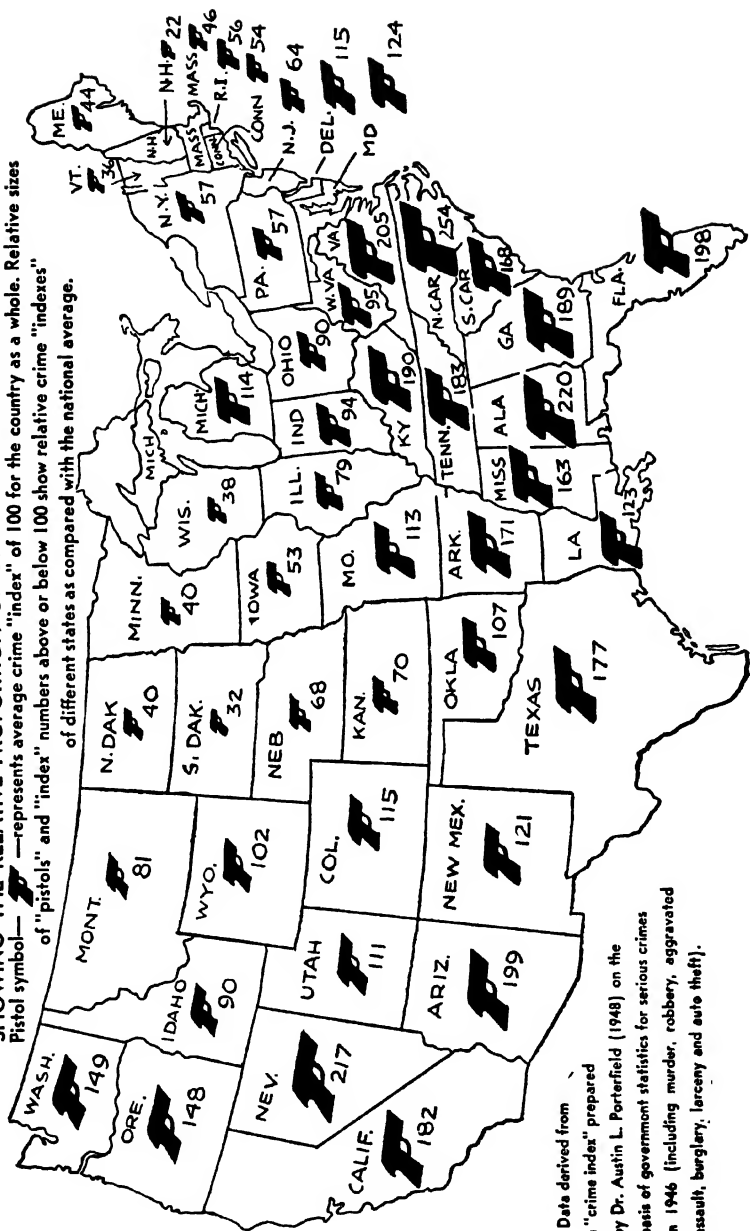 Pistol symbol— —represents average crime "index" of 100 for the country as a whole. Relative sizes
of "pistols" and "index" numbers above or below 100 show relative crime "indexes"
of different states as compared with the national average.
WASH.
149
ORE.
148
CALIF.
182
NEV.
217
IDAHO
90
MONT.
81
WYO.
102
UTAH
111
COL.
115
ARIZ.
199
NEW MEX.
121
N. DAK
40
S. DAK.
32
NEB
68
KAN.
70
OKLA
107
TEXAS
177
MINN.
40
IOWA
53
MO.
113
ARK.
171
LA
123
WIS.
38
ILL.
79
MICH.
MICH.
114
IND
94
OHIO
90
KY
190
TENN.
183
MISS
163
ALA
220
GA
189
FLA.
198
S. CAR
168
N. CAR
254
VA
205
W. VA
95
PA.
57
N.Y.
57
VT.
36
ME.
44
N.H.
N.H. 22
MASS
MASS 46
R.I. 56
CONN
CONN 54
N.J. 64
DEL. 115
MD 124
Data derived from
"crime index" prepared
by Dr. Austin L. Porterfield (1948) on the
basis of government statistics for serious crimes
in 1946 (including murder, robbery, aggravated
assault, burglary, larceny and auto theft).